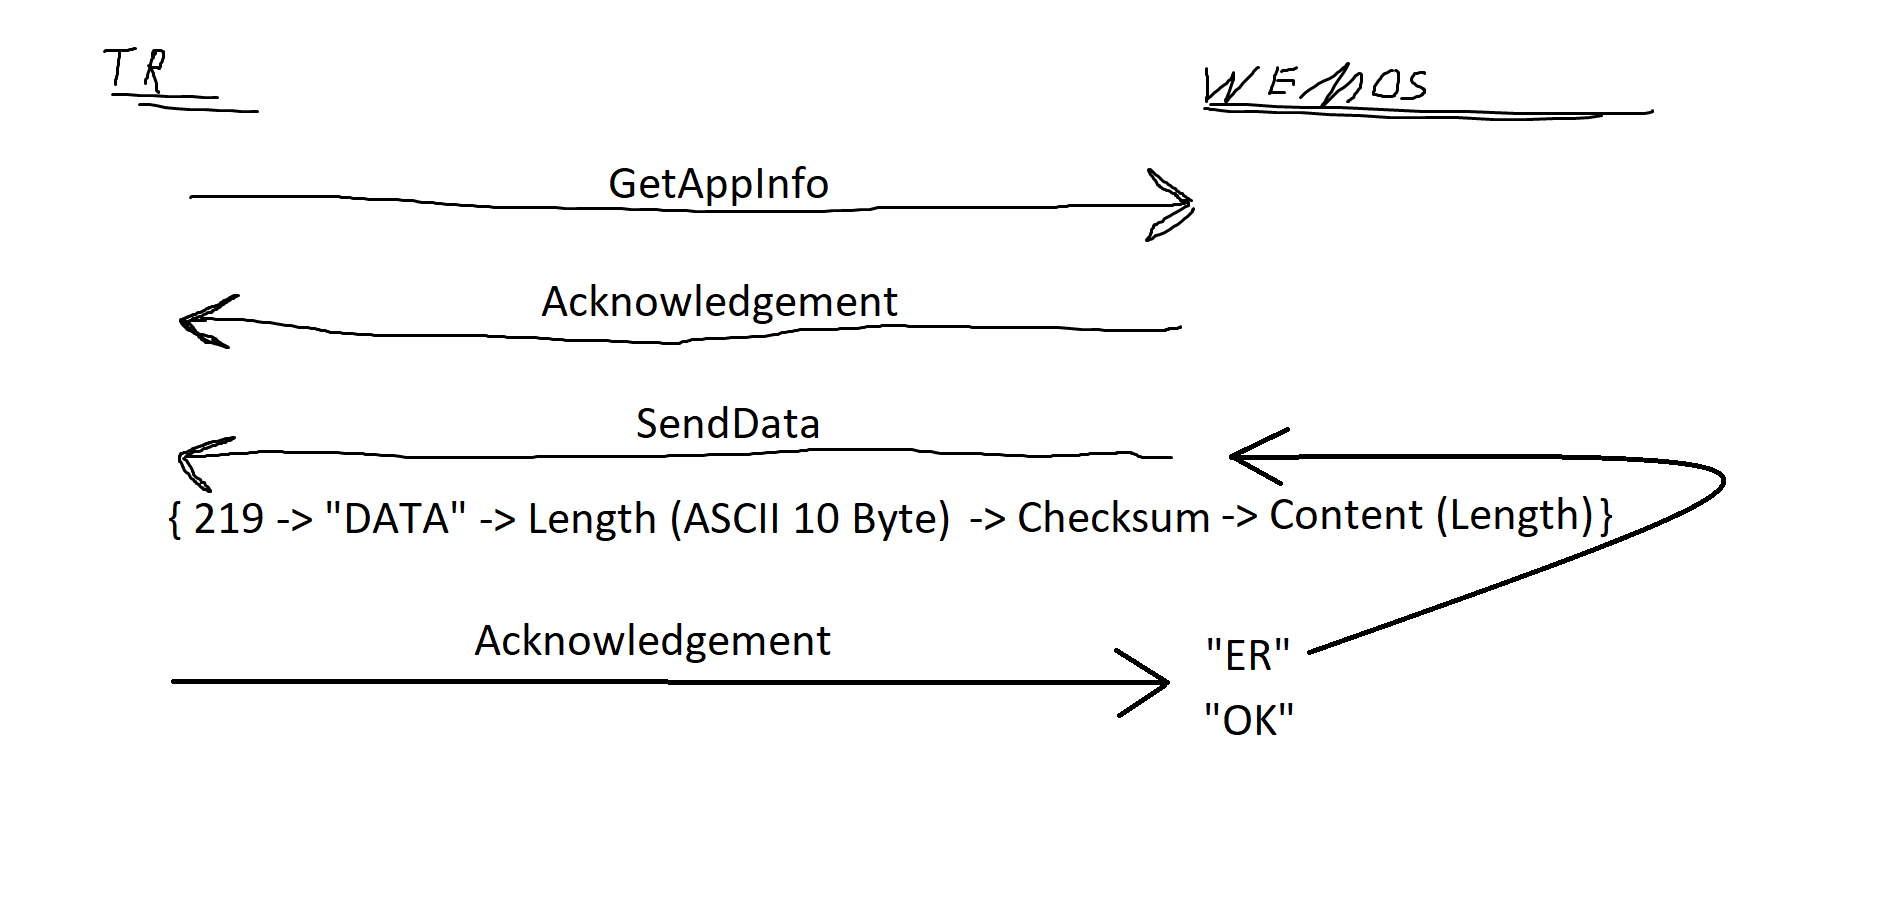 TR
WEMOS
GetAppInfo
Acknowledgement
SendData
{ 219 -> "DATA" -> Length (ASCII 10 Byte) -> Checksum -> Content (Length) }
Acknowledgement
"ER"
"OK"